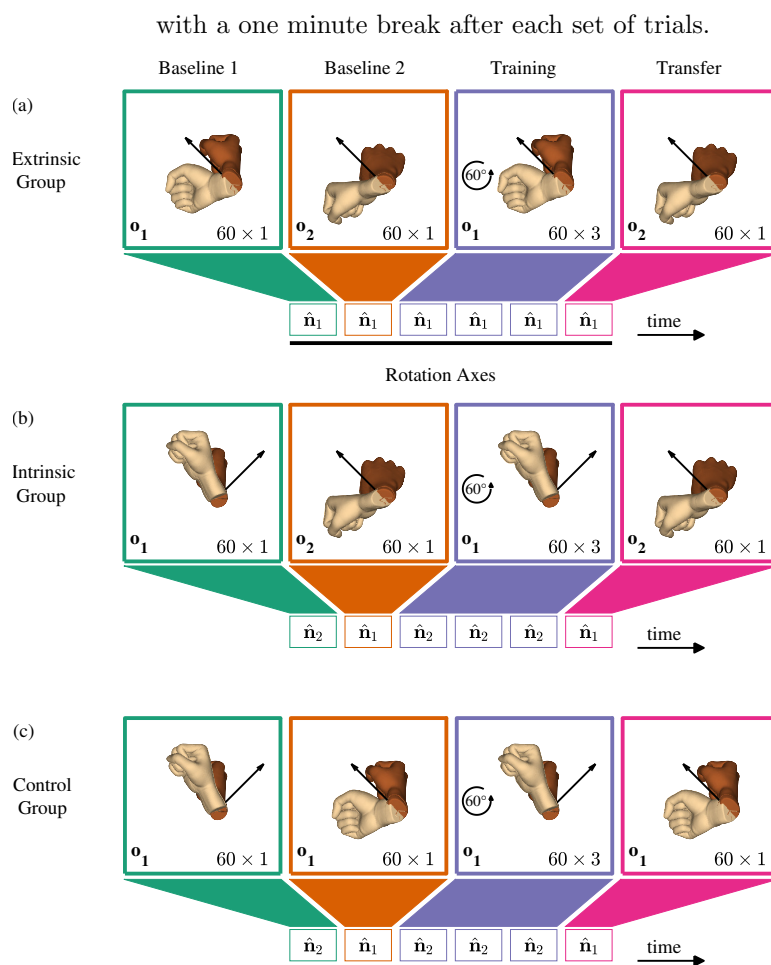 with a one minute break after each set of trials.
Baseline 1 Baseline 2 Training Transfer
(a)
Extrinsic
Group
60°
o₁ 60 × 1 o₂ 60 × 1 o₁ 60 × 3 o₂ 60 × 1
n̂₁ n̂₁ n̂₁ n̂₁ n̂₁ n̂₁ time
Rotation Axes
(b)
Intrinsic
Group
60°
o₁ 60 × 1 o₂ 60 × 1 o₁ 60 × 3 o₂ 60 × 1
n̂₂ n̂₁ n̂₂ n̂₂ n̂₂ n̂₁ time
(c)
Control
Group
60°
o₁ 60 × 1 o₁ 60 × 1 o₁ 60 × 3 o₁ 60 × 1
n̂₂ n̂₁ n̂₂ n̂₂ n̂₂ n̂₁ time